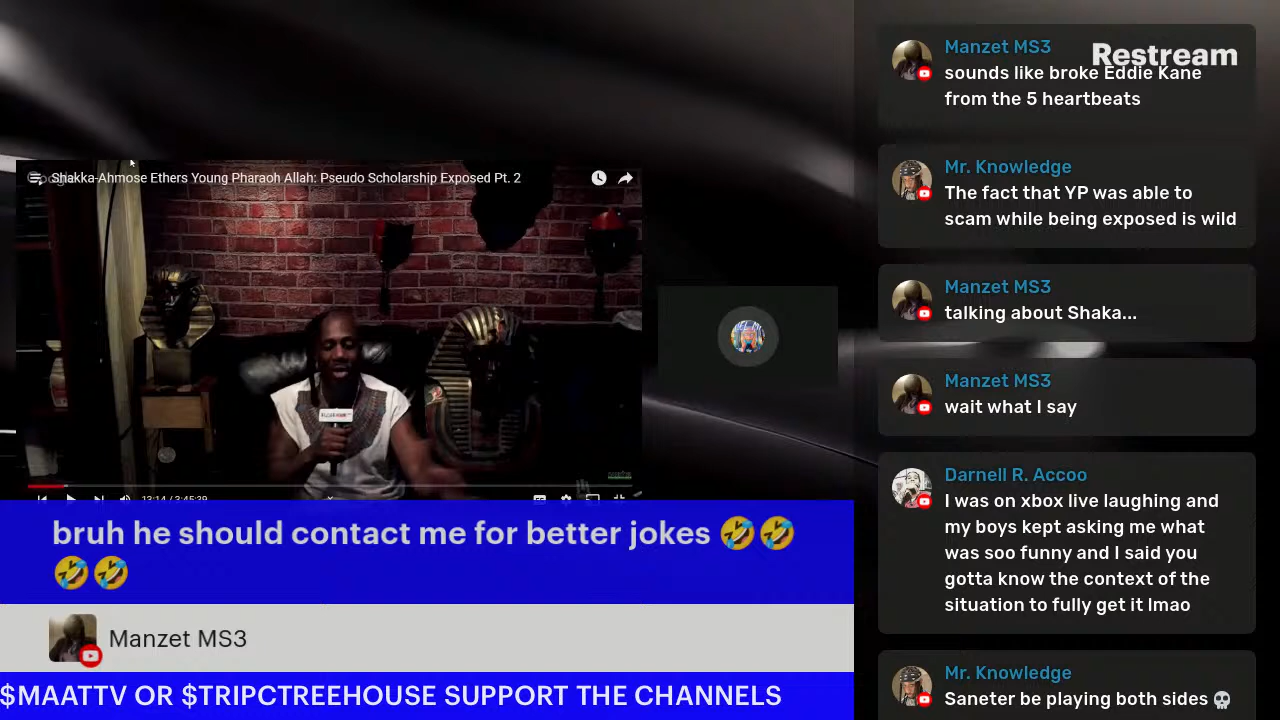 Shakka-Ahmose Ethers Young Pharaoh Allah: Pseudo Scholarship Exposed Pt. 2
13:14 / 3:45:39
bruh he should contact me for better jokes 🤣🤣
🤣🤣
Manzet MS3
$MAATTV OR $TRIPCTREEHOUSE SUPPORT THE CHANNELS
Restream
Manzet MS3
sounds like broke Eddie Kane
from the 5 heartbeats
Mr. Knowledge
The fact that YP was able to
scam while being exposed is wild
Manzet MS3
talking about Shaka...
Manzet MS3
wait what I say
Darnell R. Accoo
I was on xbox live laughing and
my boys kept asking me what
was soo funny and I said you
gotta know the context of the
situation to fully get it lmao
Mr. Knowledge
Saneter be playing both sides 💀